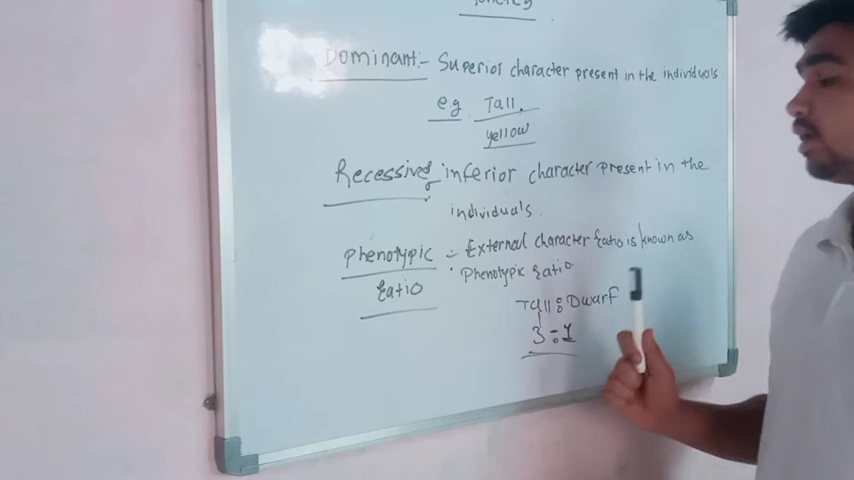 Dominant:- Superior character present in the individuals
e.g Tall.
yellow
Recessive inferior character present in the
individuals.
Phenotypic :- External character ratio is known as
ratio Phenotypic ratio
Tall : Dwarf
3 : 1